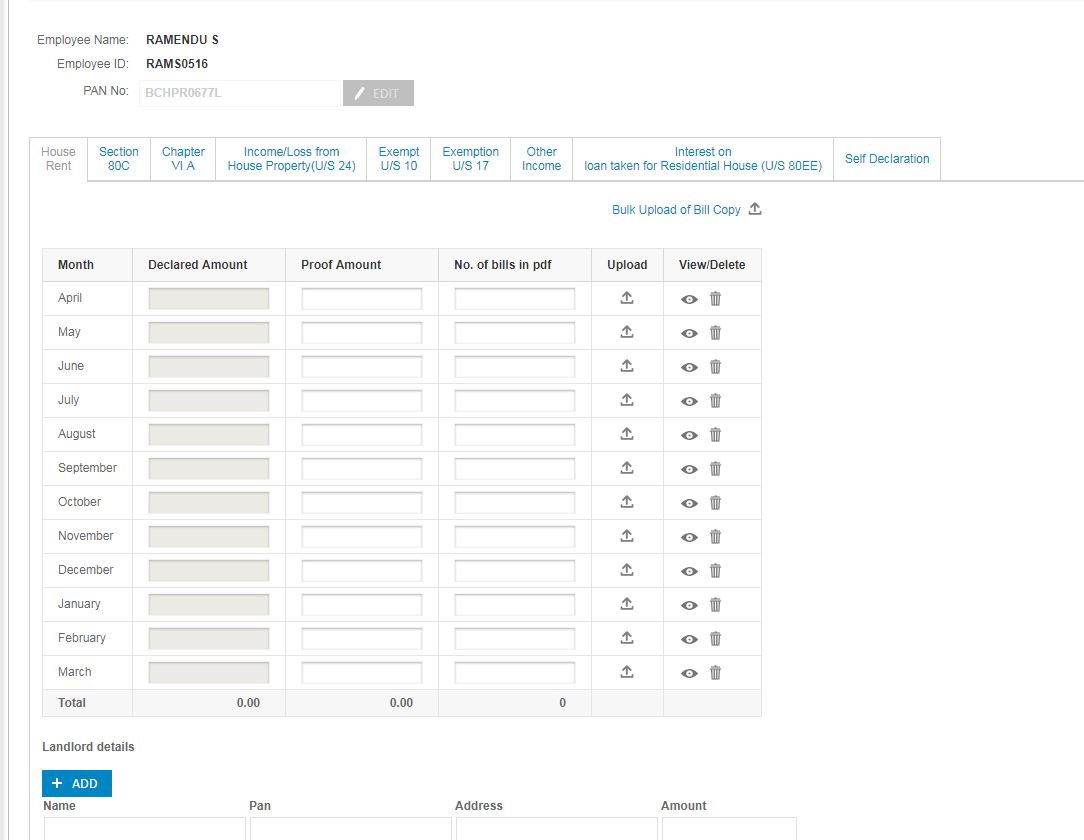 Employee Name: RAMENDU S
Employee ID: RAMS0516
PAN No: BCHPR0677L EDIT
House Rent
Section 80C
Chapter VI A
Income/Loss from House Property(U/S 24)
Exempt U/S 10
Exemption U/S 17
Other Income
Interest on loan taken for Residential House (U/S 80EE)
Self Declaration
Bulk Upload of Bill Copy
Month Declared Amount Proof Amount No. of bills in pdf Upload View/Delete
April
May
June
July
August
September
October
November
December
January
February
March
Total 0.00 0.00 0
Landlord details
+ ADD
Name Pan Address Amount